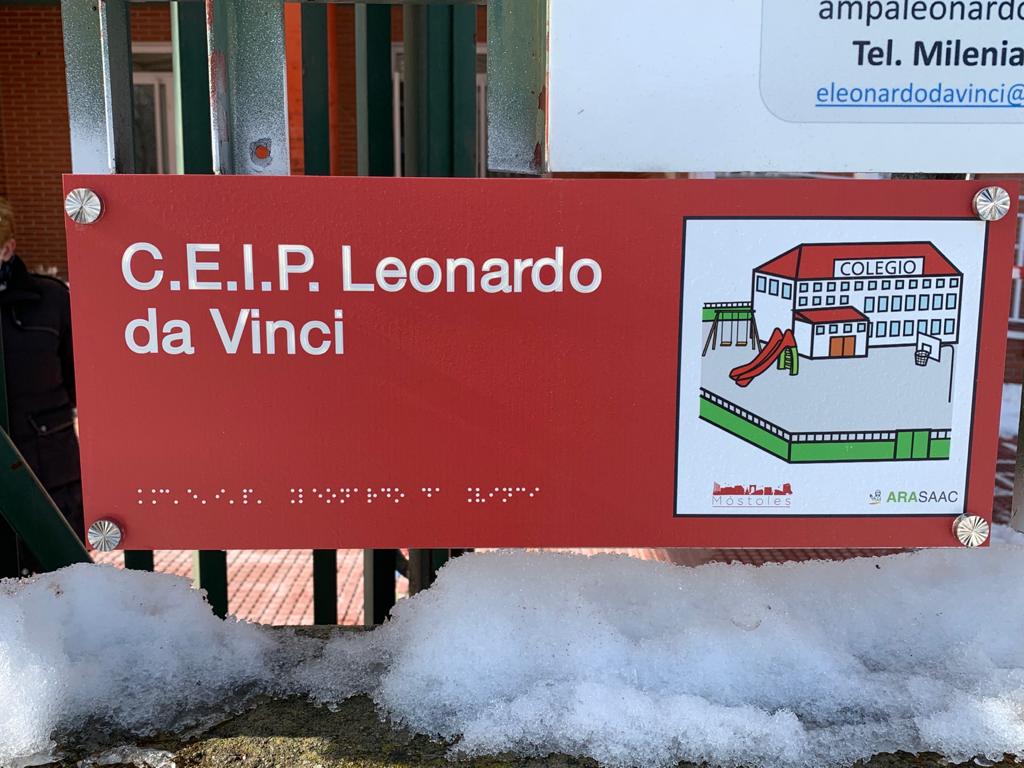 ampaleonardo
Tel. Milenia
eleonardodavinci@
C.E.I.P. Leonardo
da Vinci
COLEGIO
Móstoles
ARASAAC